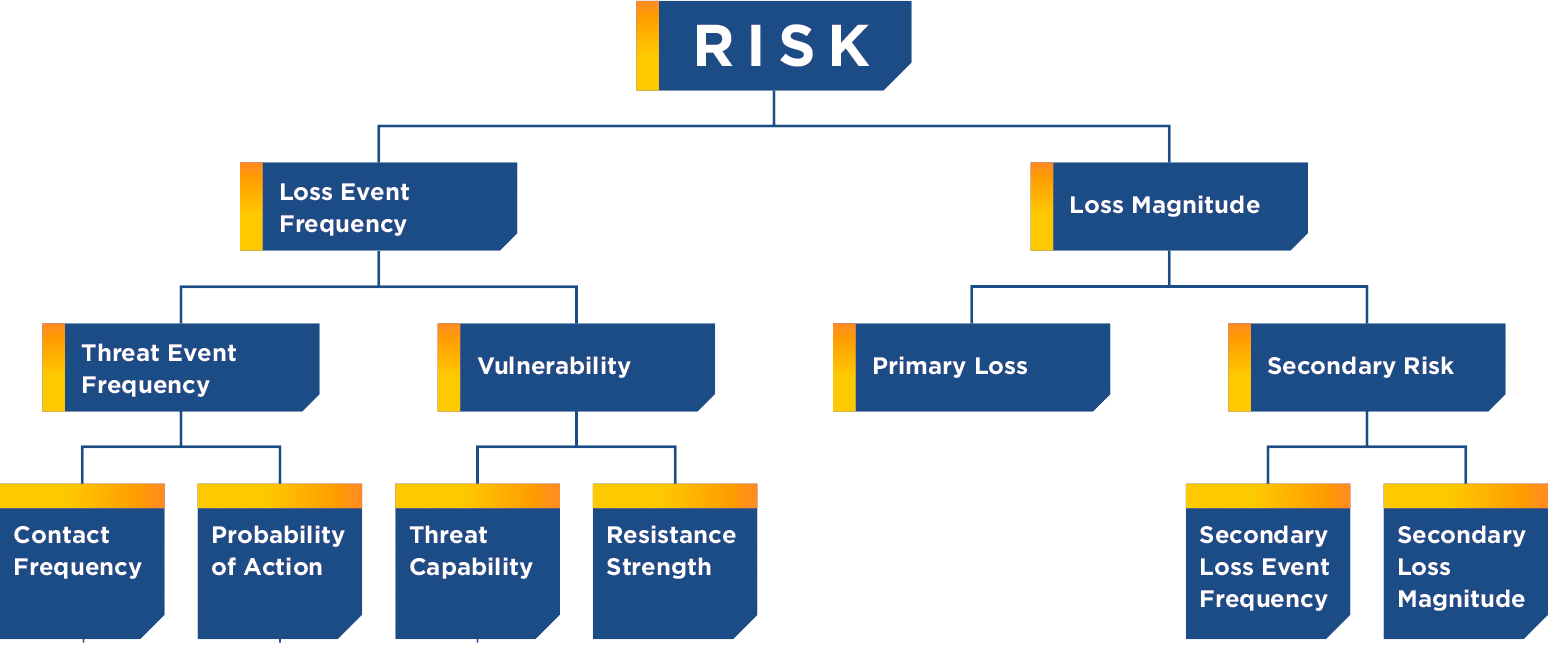 RISK
Loss Event
Frequency
Loss Magnitude
Threat Event
Frequency
Vulnerability
Primary Loss
Secondary Risk
Contact
Frequency
Probability
of Action
Threat
Capability
Resistance
Strength
Secondary
Loss Event
Frequency
Secondary
Loss
Magnitude